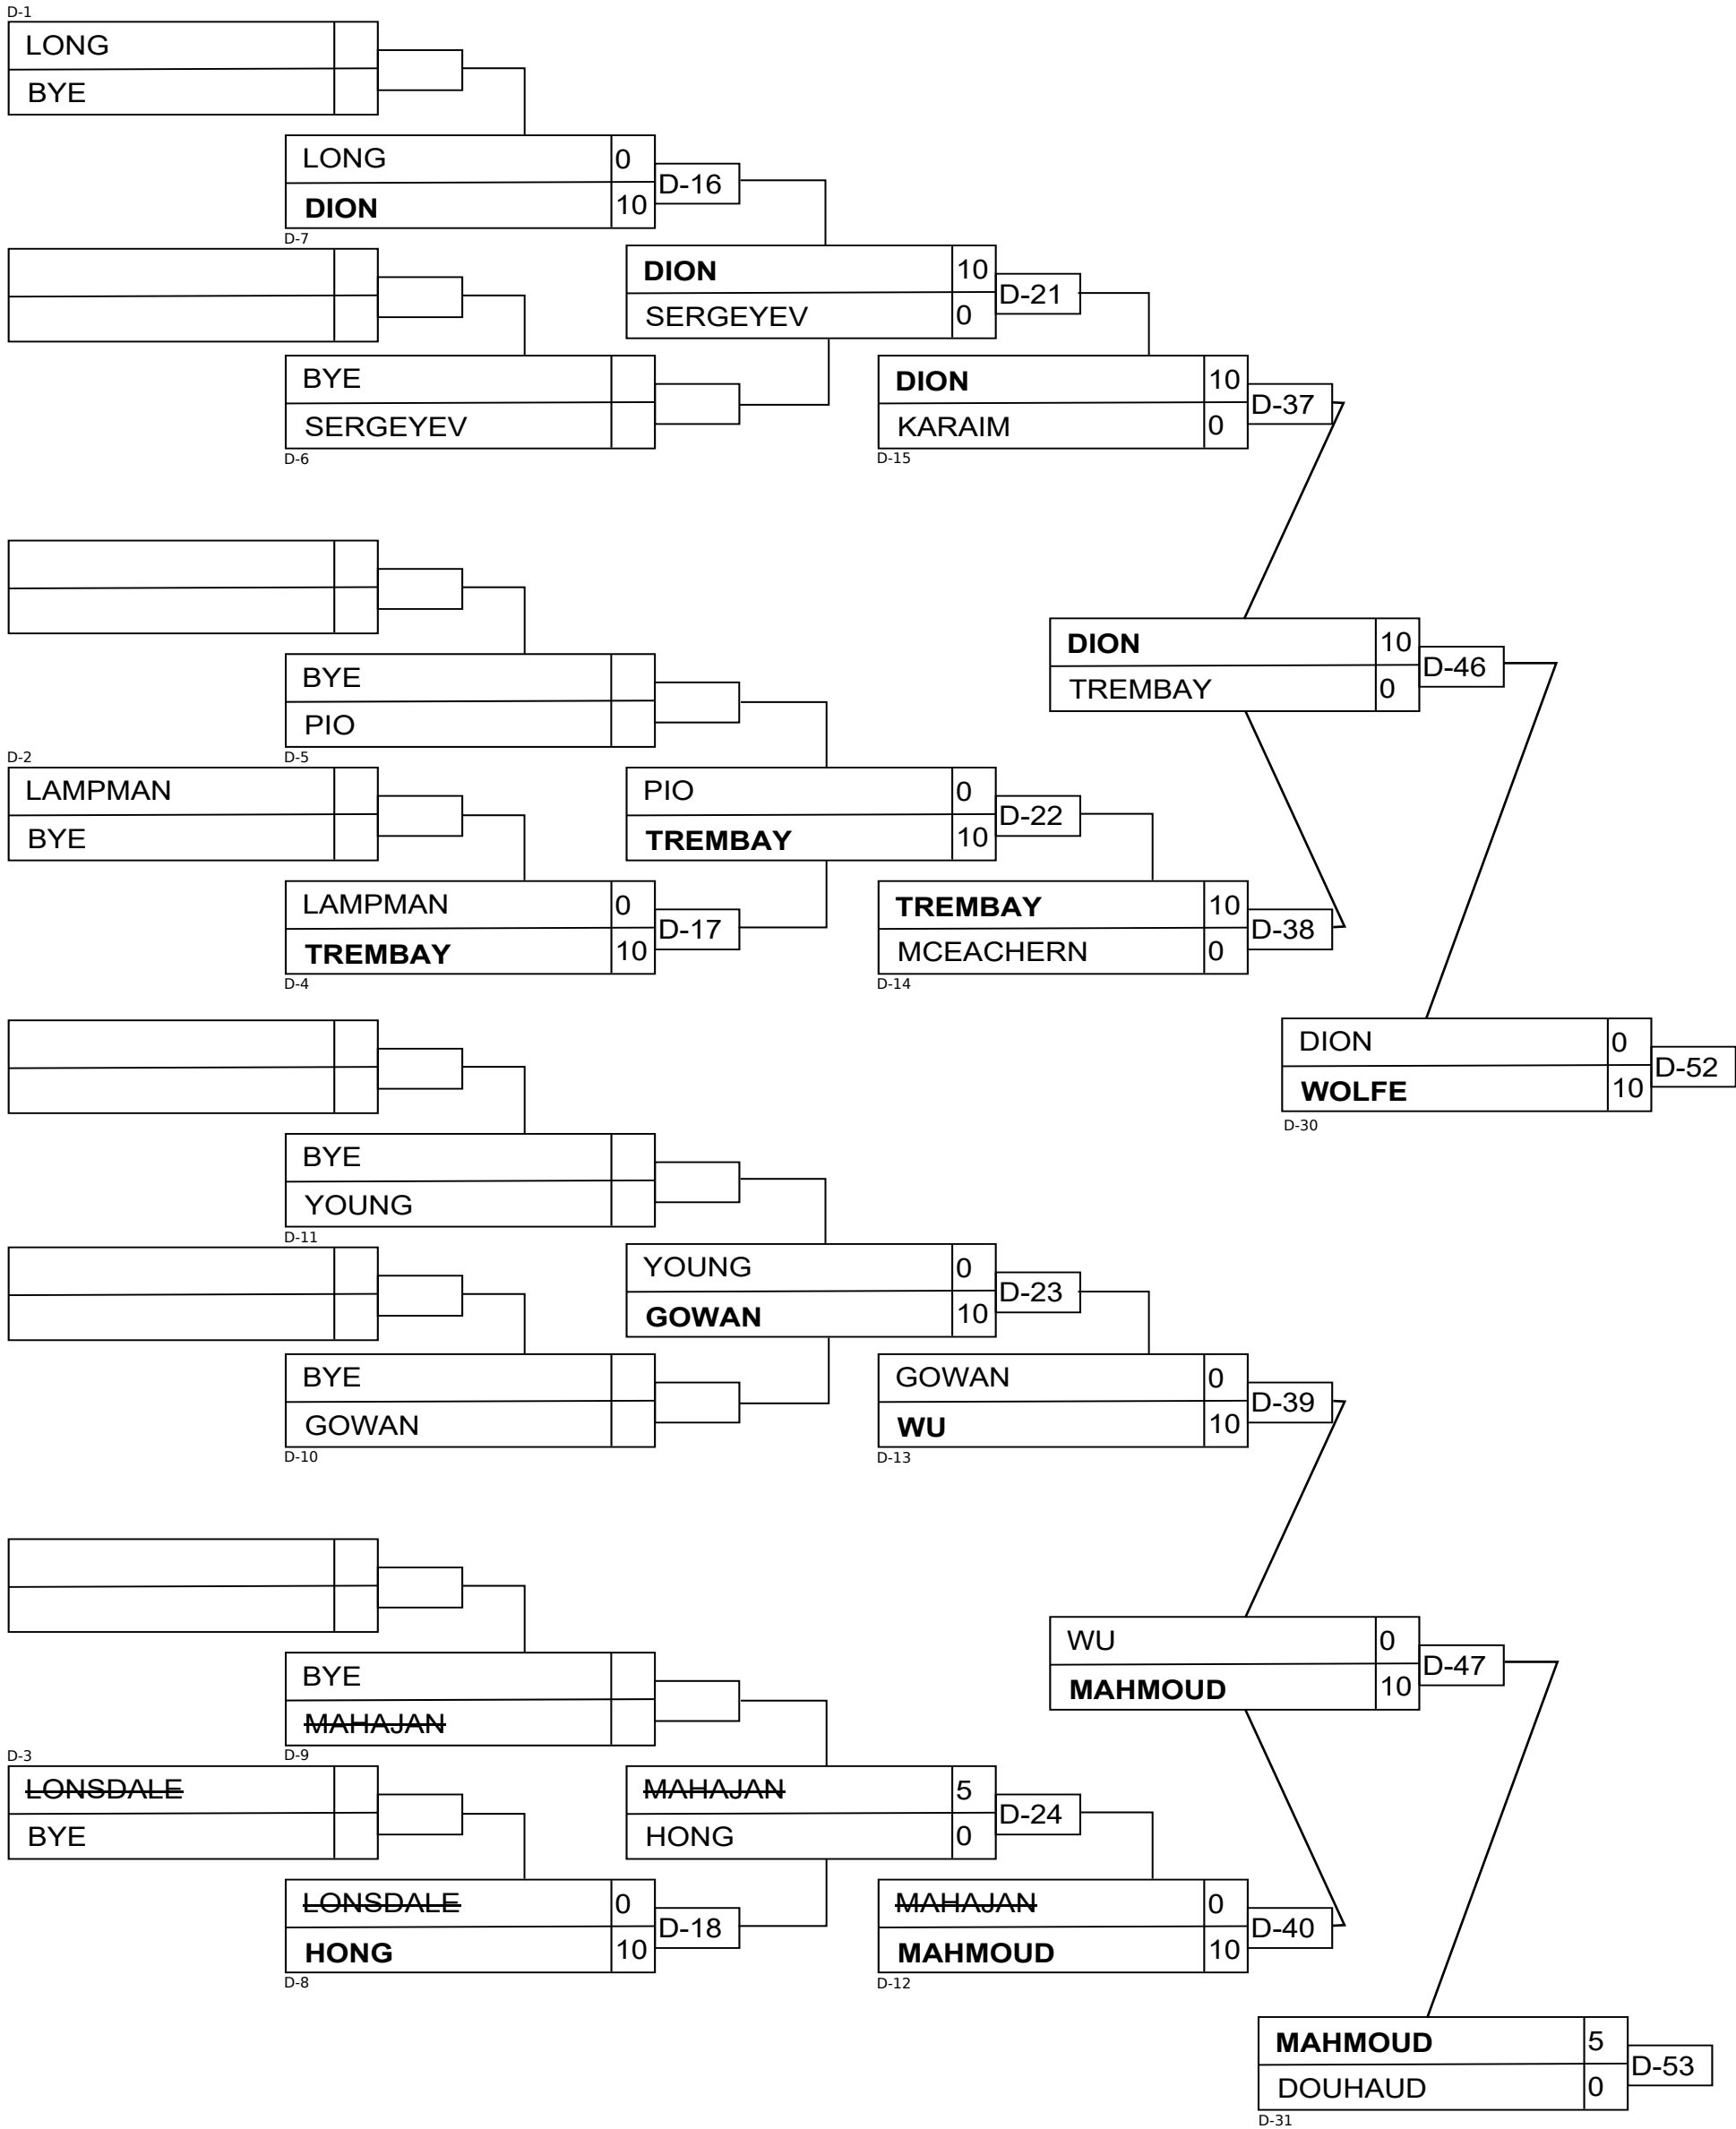 D-1
LONG
BYE
LONG 0
D-16
DION 10
D-7
DION 10
D-21
SERGEYEV 0
BYE
SERGEYEV
D-6
DION 10
D-37
KARAIM 0
D-15
BYE
PIO
D-5
DION 10
D-46
TREMBAY 0
D-2
LAMPMAN
BYE
PIO 0
D-22
TREMBAY 10
LAMPMAN 0
D-17
TREMBAY 10
D-4
TREMBAY 10
D-38
MCEACHERN 0
D-14
DION 0
D-52
WOLFE 10
D-30
BYE
YOUNG
D-11
YOUNG 0
D-23
GOWAN 10
BYE
GOWAN
D-10
GOWAN 0
D-39
WU 10
D-13
BYE
MAHAJAN
D-9
WU 0
D-47
MAHMOUD 10
D-3
LONSDALE
BYE
MAHAJAN 5
D-24
HONG 0
LONSDALE 0
D-18
HONG 10
D-8
MAHAJAN 0
D-40
MAHMOUD 10
D-12
MAHMOUD 5
D-53
DOUHAUD 0
D-31